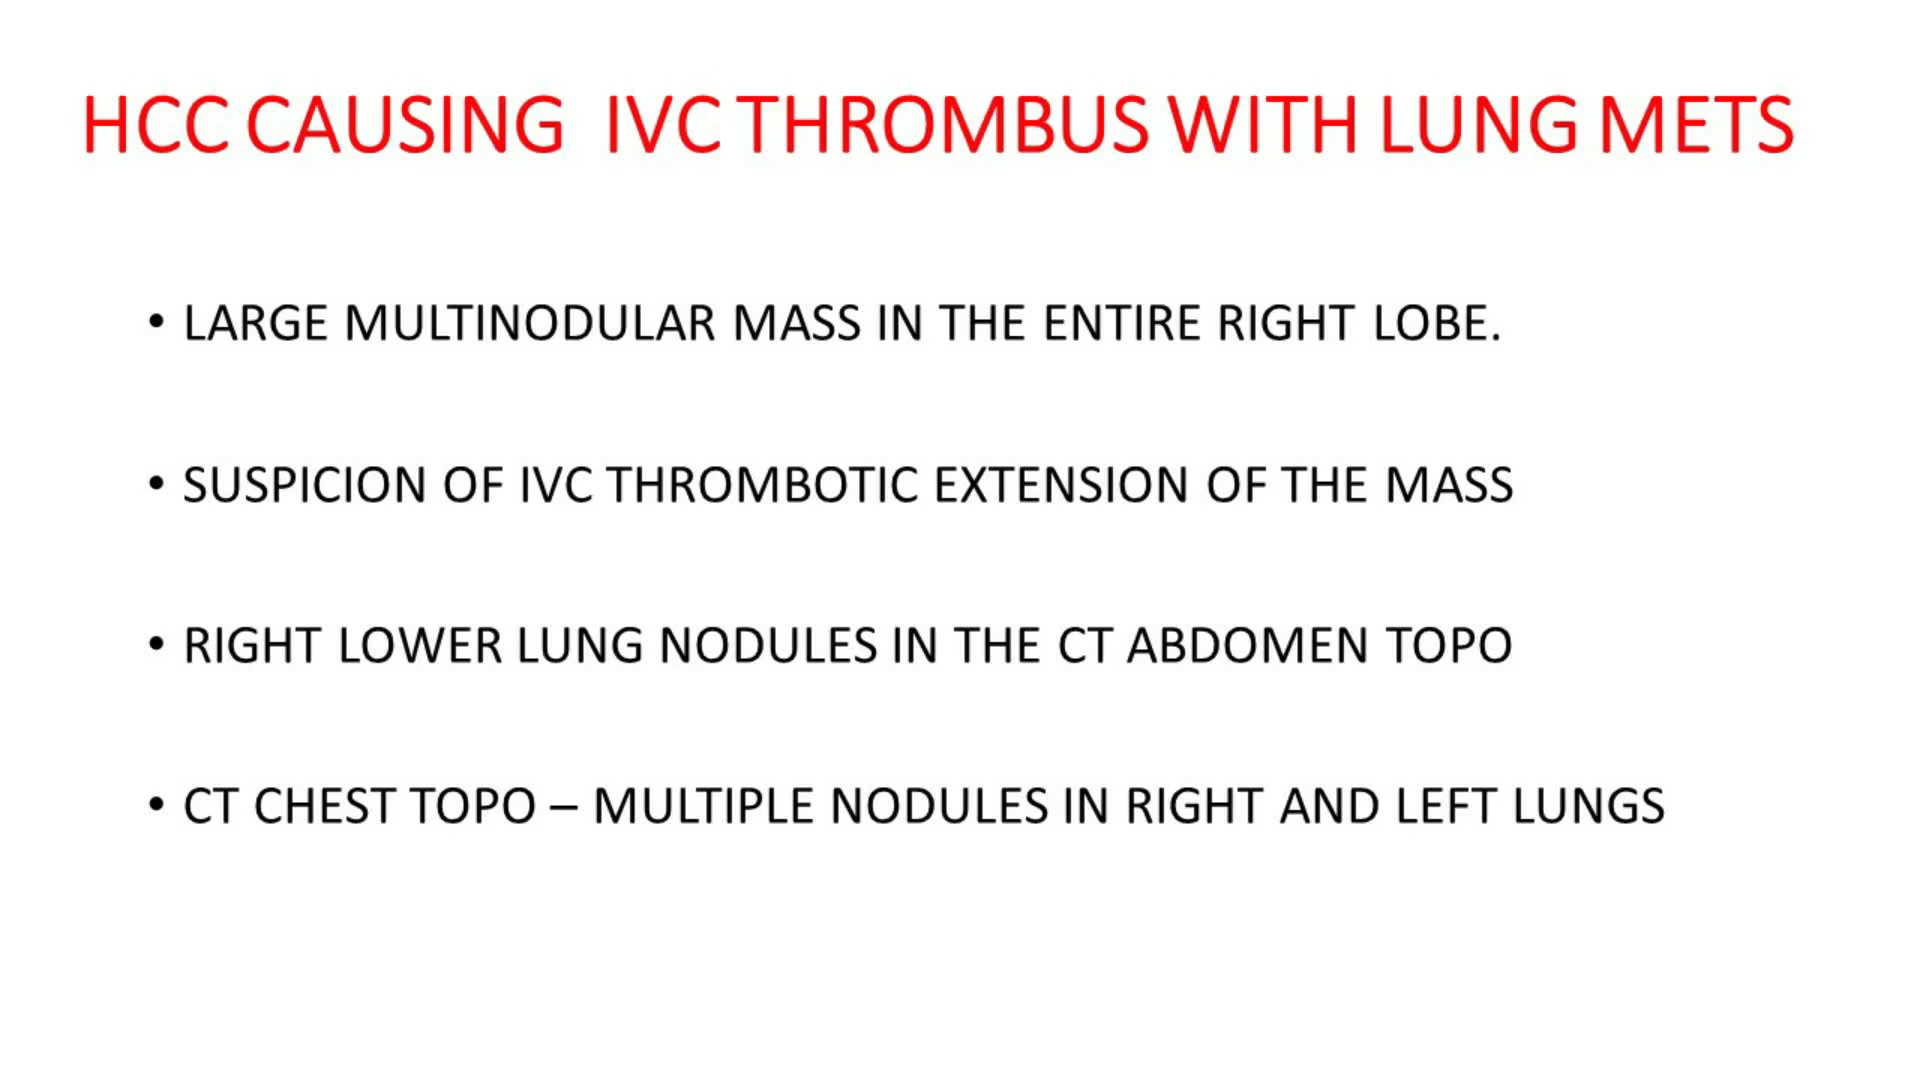 HCC CAUSING IVC THROMBUS WITH LUNG METS
• LARGE MULTINODULAR MASS IN THE ENTIRE RIGHT LOBE.
• SUSPICION OF IVC THROMBOTIC EXTENSION OF THE MASS
• RIGHT LOWER LUNG NODULES IN THE CT ABDOMEN TOPO
• CT CHEST TOPO – MULTIPLE NODULES IN RIGHT AND LEFT LUNGS